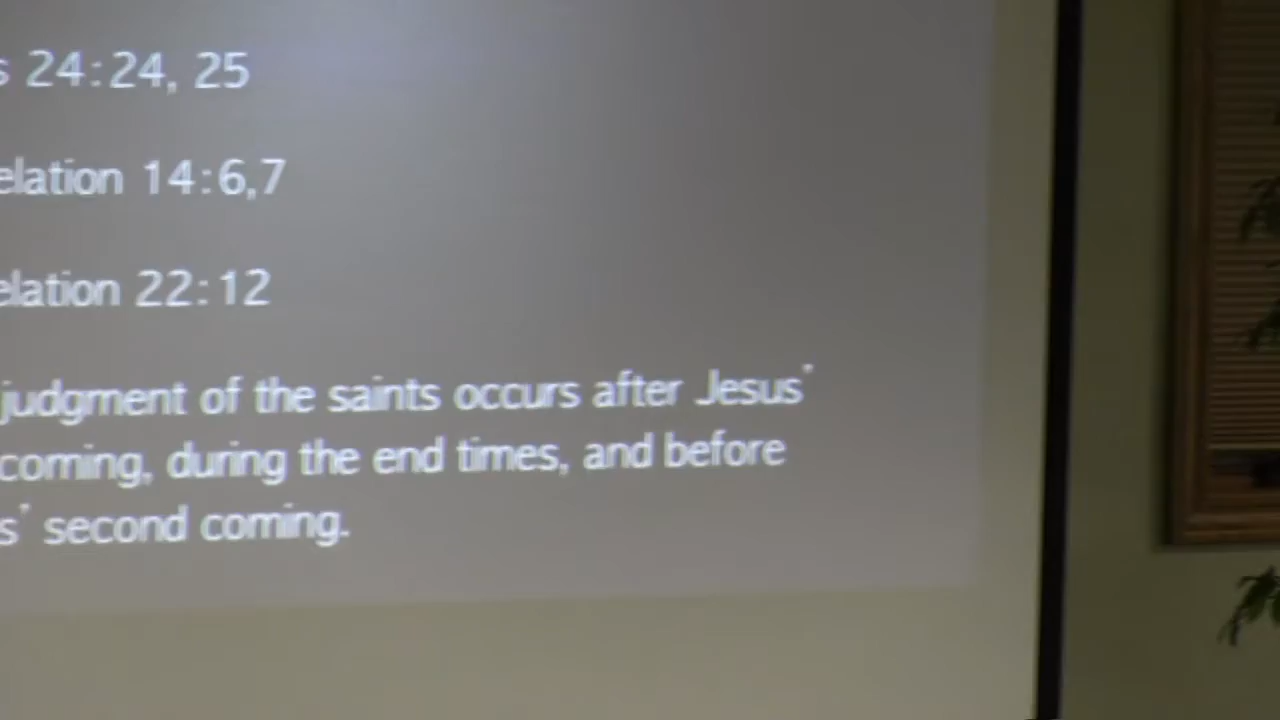 s 24:24, 25
elation 14:6,7
elation 22:12
judgment of the saints occurs after Jesus'
coming, during the end times, and before
s' second coming.